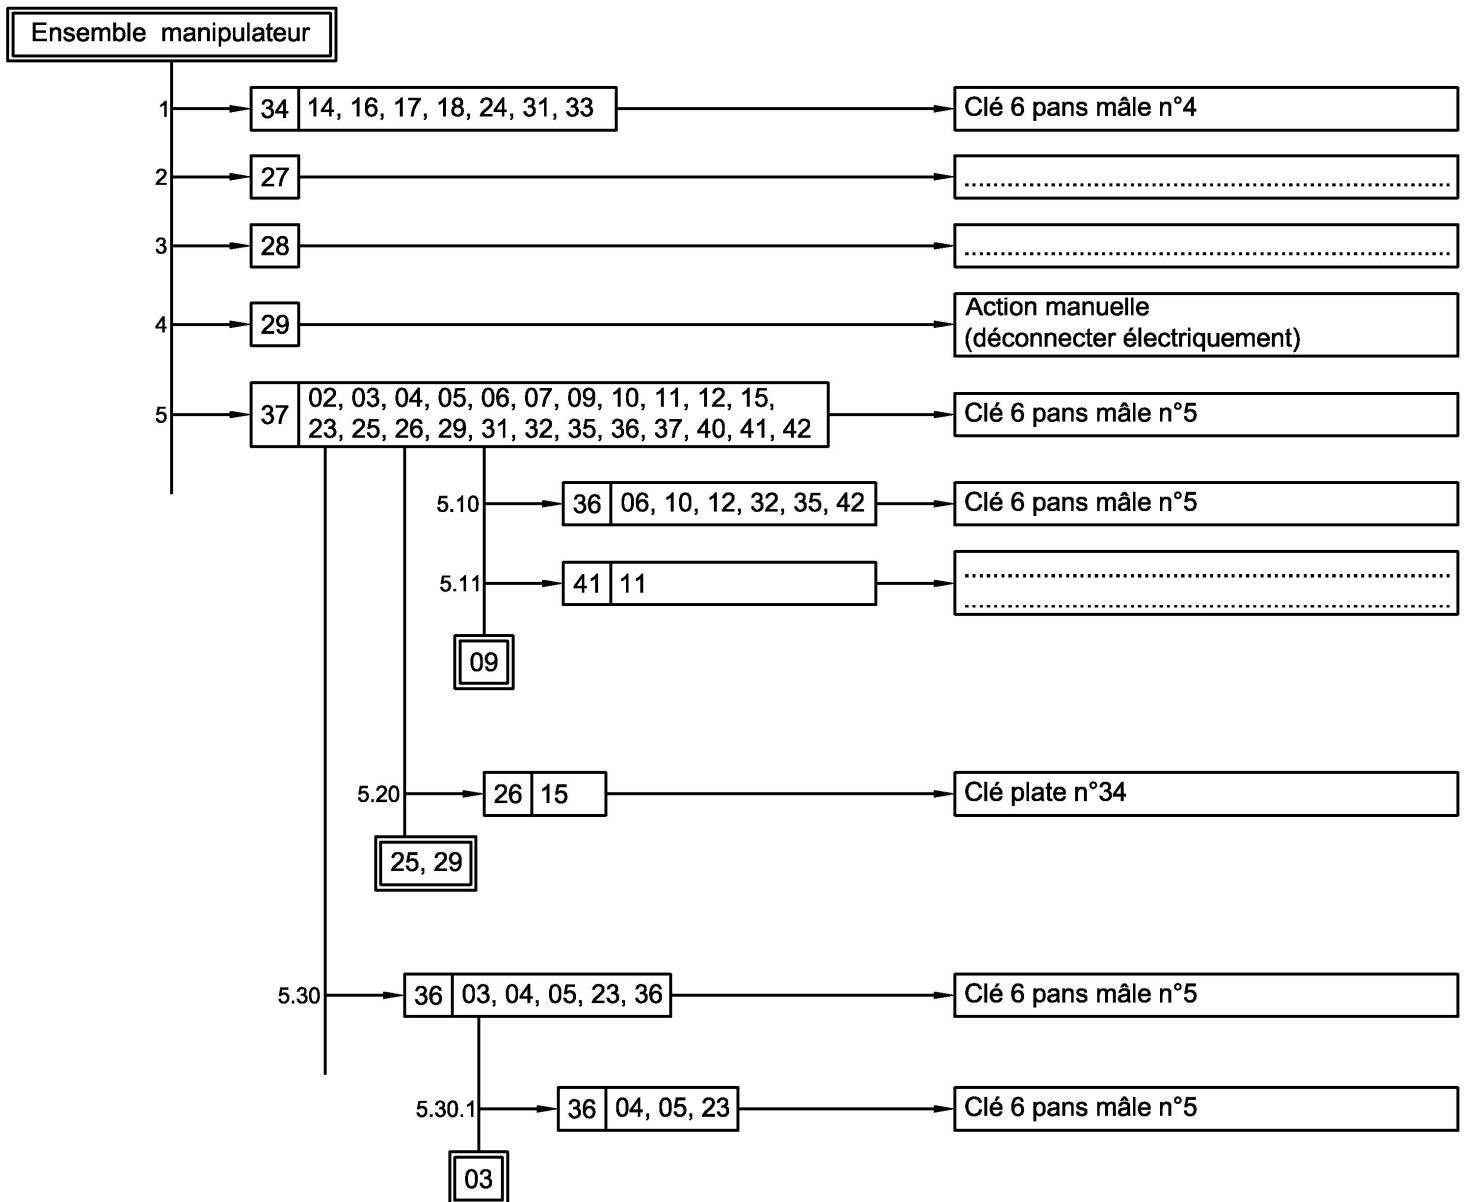 Ensemble manipulateur
1 34 14, 16, 17, 18, 24, 31, 33 Clé 6 pans mâle n°4
2 27 ................................................................
3 28 ................................................................
4 29 Action manuelle
(déconnecter électriquement)
5 37 02, 03, 04, 05, 06, 07, 09, 10, 11, 12, 15,
23, 25, 26, 29, 31, 32, 35, 36, 37, 40, 41, 42
Clé 6 pans mâle n°5
5.10 36 06, 10, 12, 32, 35, 42 Clé 6 pans mâle n°5
5.11 41 11 ................................................................
................................................................
09
5.20 26 15 Clé plate n°34
25, 29
5.30 36 03, 04, 05, 23, 36 Clé 6 pans mâle n°5
5.30.1 36 04, 05, 23 Clé 6 pans mâle n°5
03